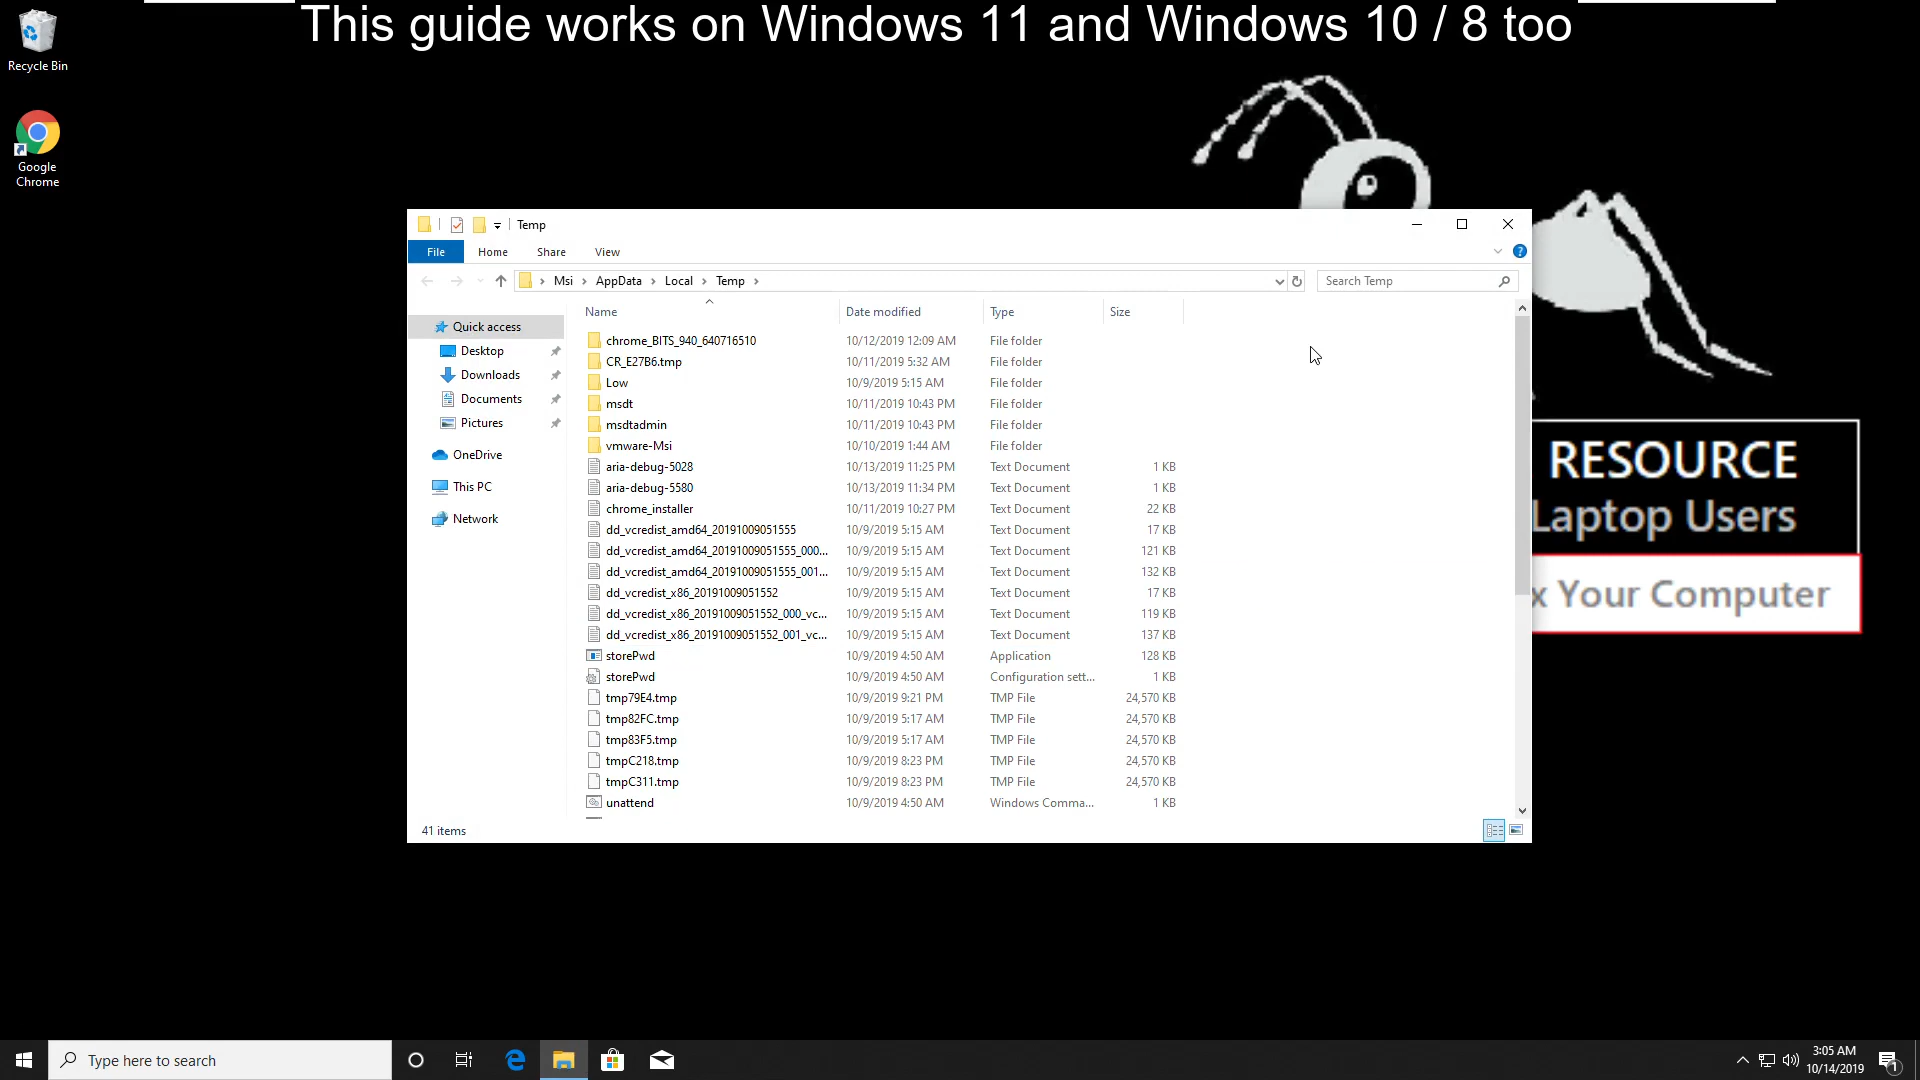 This guide works on Windows 11 and Windows 10 / 8 too
Recycle Bin
Google
Chrome
Temp
File
Home
Share
View
?
Msi
AppData
Local
Temp
Search Temp
Name
Date modified
Type
Size
Quick access
Desktop
Downloads
Documents
Pictures
OneDrive
This PC
Network
chrome_BITS_940_640716510 10/12/2019 12:09 AM File folder
CR_E27B6.tmp 10/11/2019 5:32 AM File folder
Low 10/9/2019 5:15 AM File folder
msdt 10/11/2019 10:43 PM File folder
msdtadmin 10/11/2019 10:43 PM File folder
vmware-Msi 10/10/2019 1:44 AM File folder
aria-debug-5028 10/13/2019 11:25 PM Text Document 1 KB
aria-debug-5580 10/13/2019 11:34 PM Text Document 1 KB
chrome_installer 10/11/2019 10:27 PM Text Document 22 KB
dd_vcredist_amd64_20191009051555 10/9/2019 5:15 AM Text Document 17 KB
dd_vcredist_amd64_20191009051555_000... 10/9/2019 5:15 AM Text Document 121 KB
dd_vcredist_amd64_20191009051555_001... 10/9/2019 5:15 AM Text Document 132 KB
dd_vcredist_x86_20191009051552 10/9/2019 5:15 AM Text Document 17 KB
dd_vcredist_x86_20191009051552_000_vc... 10/9/2019 5:15 AM Text Document 119 KB
dd_vcredist_x86_20191009051552_001_vc... 10/9/2019 5:15 AM Text Document 137 KB
storePwd 10/9/2019 4:50 AM Application 128 KB
storePwd 10/9/2019 4:50 AM Configuration sett... 1 KB
tmp79E4.tmp 10/9/2019 9:21 PM TMP File 24,570 KB
tmp82FC.tmp 10/9/2019 5:17 AM TMP File 24,570 KB
tmp83F5.tmp 10/9/2019 5:17 AM TMP File 24,570 KB
tmpC218.tmp 10/9/2019 8:23 PM TMP File 24,570 KB
tmpC311.tmp 10/9/2019 8:23 PM TMP File 24,570 KB
unattend 10/9/2019 4:50 AM Windows Comma... 1 KB
41 items
RESOURCE
Laptop Users
x Your Computer
Type here to search
3:05 AM
10/14/2019
1